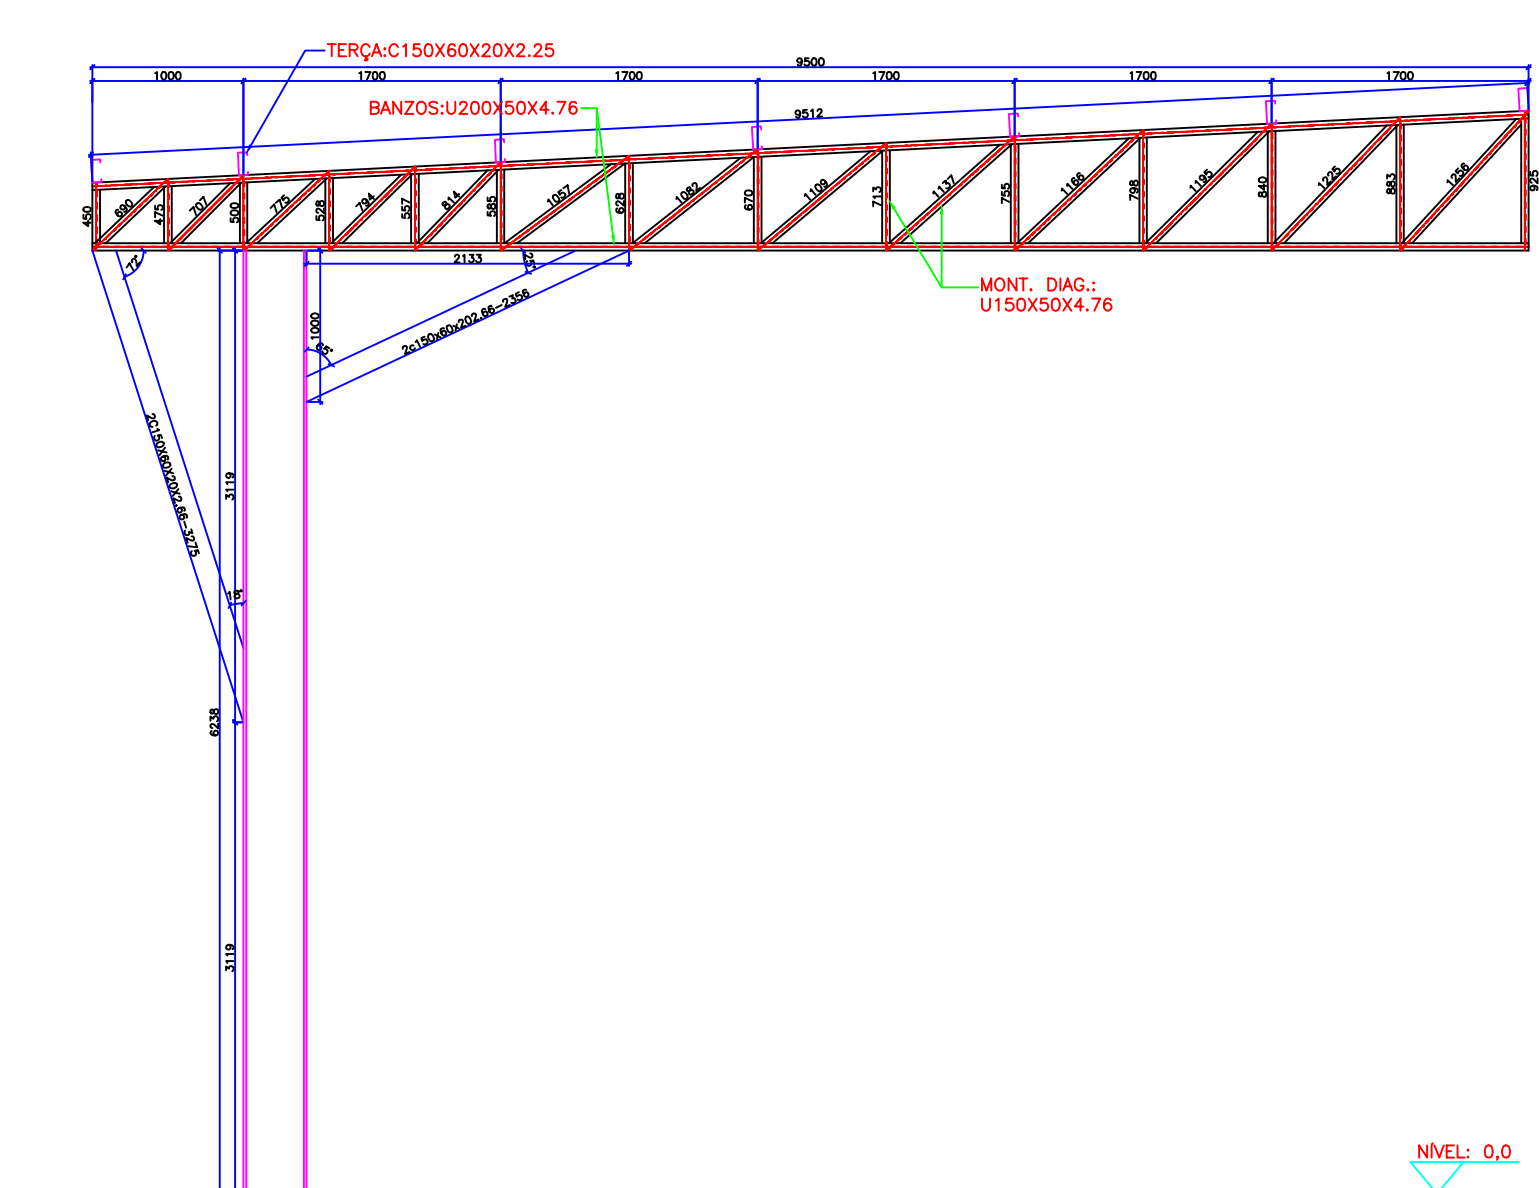 TERÇA:C150X60X20X2.25
9500
1000 1700 1700 1700 1700 1700
BANZOS:U200X50X4.76
9512
450 690 475 707 500 775 528 794 557 814 585 1057 628 1082 670 1109 713 1137 755 1166 798 1195 840 1225 883 1256 925
72°
2133
25°
MONT. DIAG.:
U150X50X4.76
1000
65°
2c150x60x202.66-2356
2C150X60X20X2.66-3275
3119
18°
6238
3119
NÍVEL: 0,0